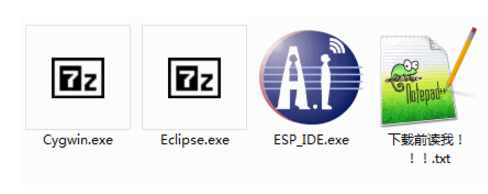 7z
7z
A.i
Notepad++
Cygwin.exe
Eclipse.exe
ESP_IDE.exe
下载前读我！
！！.txt